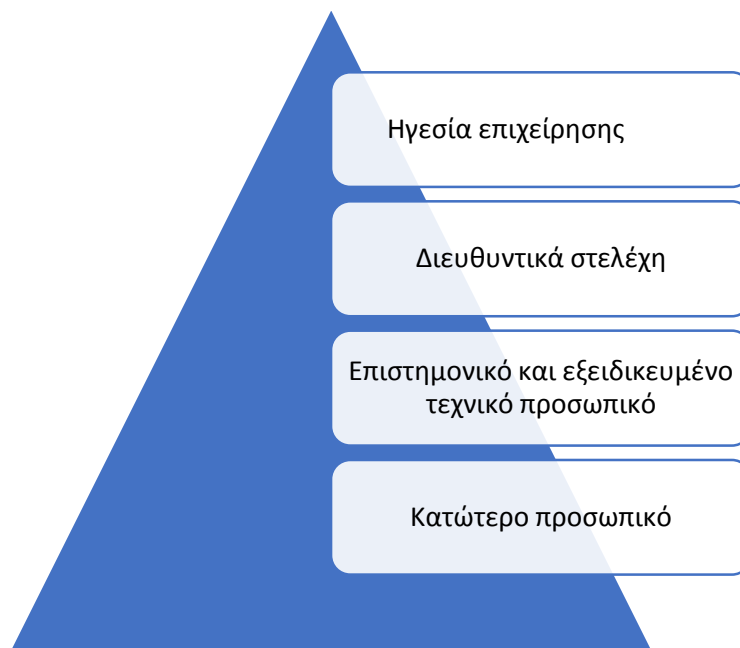 Ηγεσία επιχείρησης
Διευθυντικά στελέχη
Επιστημονικό και εξειδικευμένο
τεχνικό προσωπικό
Κατώτερο προσωπικό